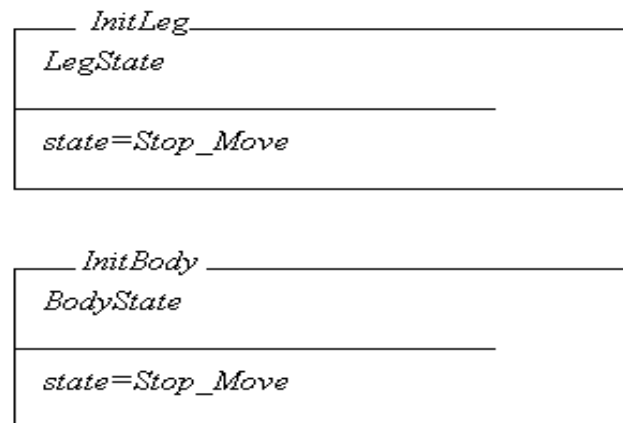 InitLeg
LegState
state=Stop_Move
InitBody
BodyState
state=Stop_Move